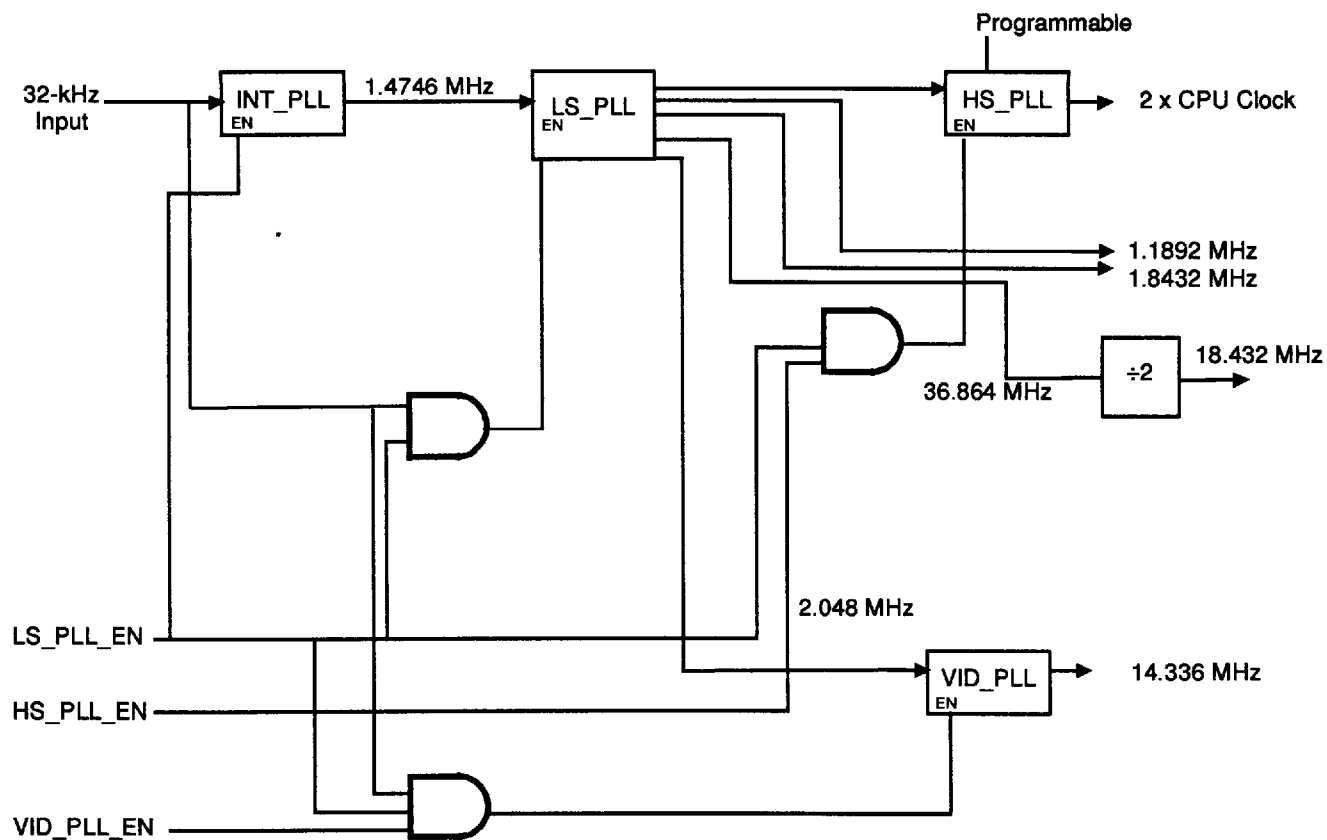 Programmable
32-kHz
Input
INT_PLL
EN
1.4746 MHz
LS_PLL
EN
HS_PLL
EN
2 x CPU Clock
1.1892 MHz
1.8432 MHz
÷2
18.432 MHz
36.864 MHz
2.048 MHz
LS_PLL_EN
VID_PLL
EN
14.336 MHz
HS_PLL_EN
VID_PLL_EN